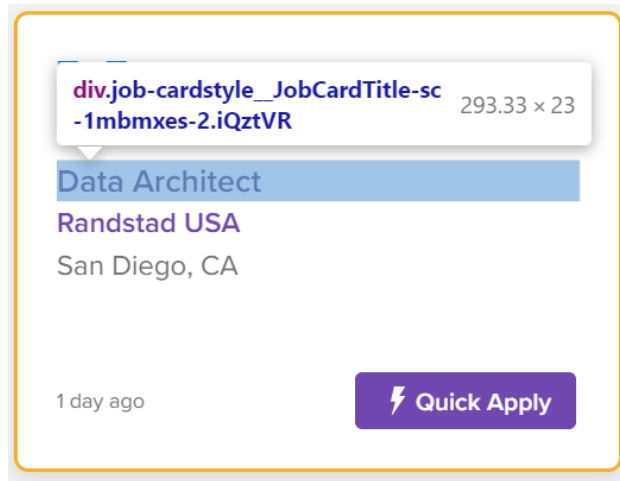 div.job-cardstyle__JobCardTitle-sc
-1mbmxes-2.iQztVR
293.33 × 23
Data Architect
Randstad USA
San Diego, CA
1 day ago
Quick Apply